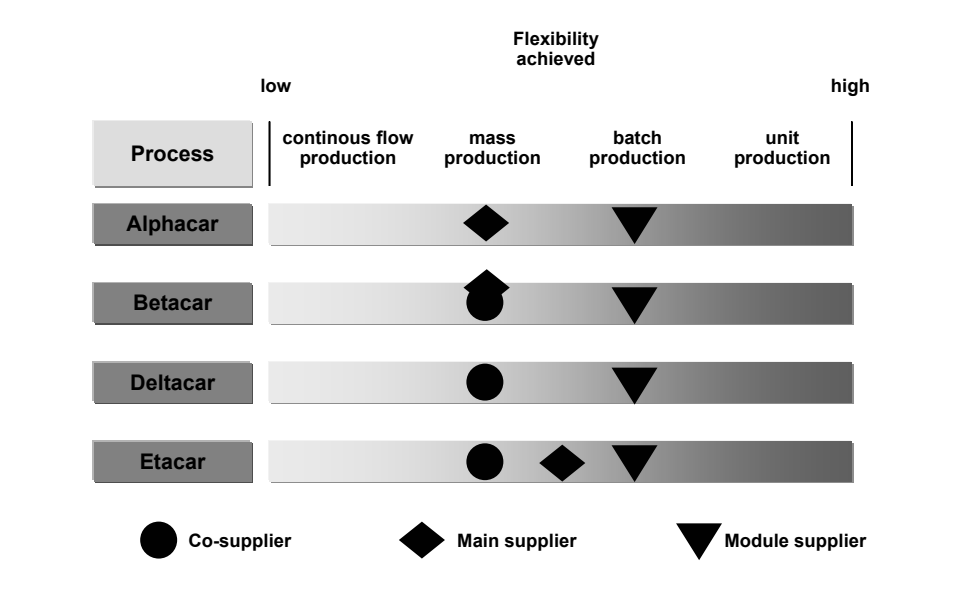 Flexibility
achieved
low
high
Process
continous flow
production
mass
production
batch
production
unit
production
Alphacar
Betacar
Deltacar
Etacar
Co-supplier
Main supplier
Module supplier